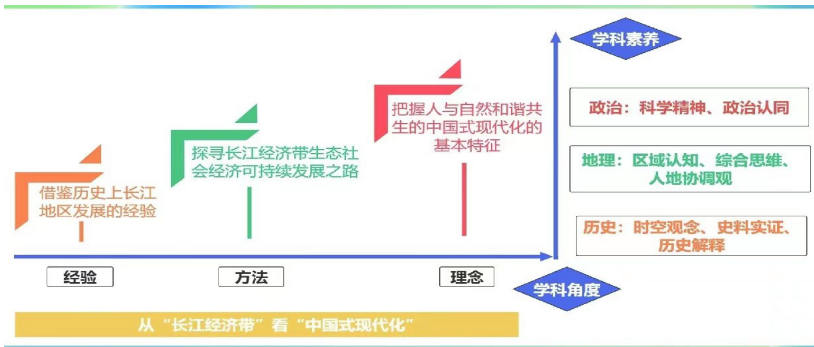 学科素养
把握人与自然和谐共
生的中国式现代化的
基本特征
政治：科学精神、政治认同
探寻长江经济带生态社
会经济可持续发展之路
地理：区域认知、综合思维、
人地协调观
借鉴历史上长江
地区发展的经验
历史：时空观念、史料实证、
历史解释
经验
方法
理念
学科角度
从“长江经济带”看“中国式现代化”